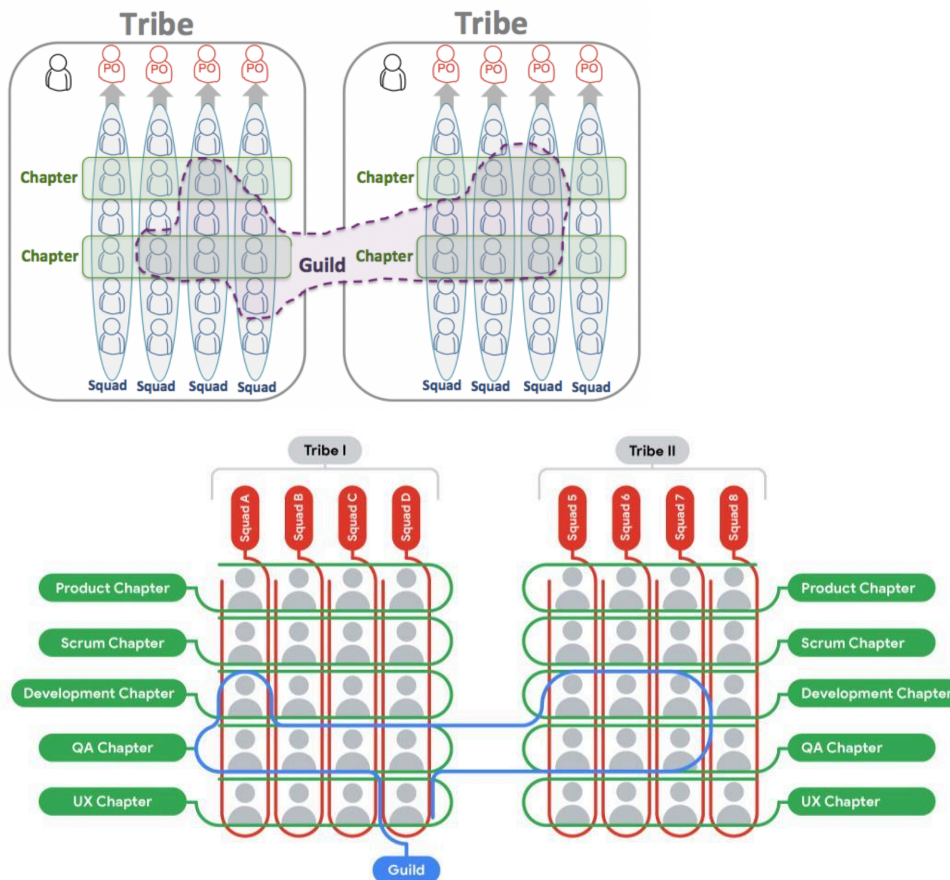 Tribe
Tribe
PO PO PO PO
PO PO PO PO
Chapter
Chapter
Chapter
Guild
Chapter
Squad Squad Squad Squad
Squad Squad Squad Squad
Tribe I
Tribe II
Squad A
Squad B
Squad C
Squad D
Squad 5
Squad 6
Squad 7
Squad 8
Product Chapter
Product Chapter
Scrum Chapter
Scrum Chapter
Development Chapter
Development Chapter
QA Chapter
QA Chapter
UX Chapter
UX Chapter
Guild